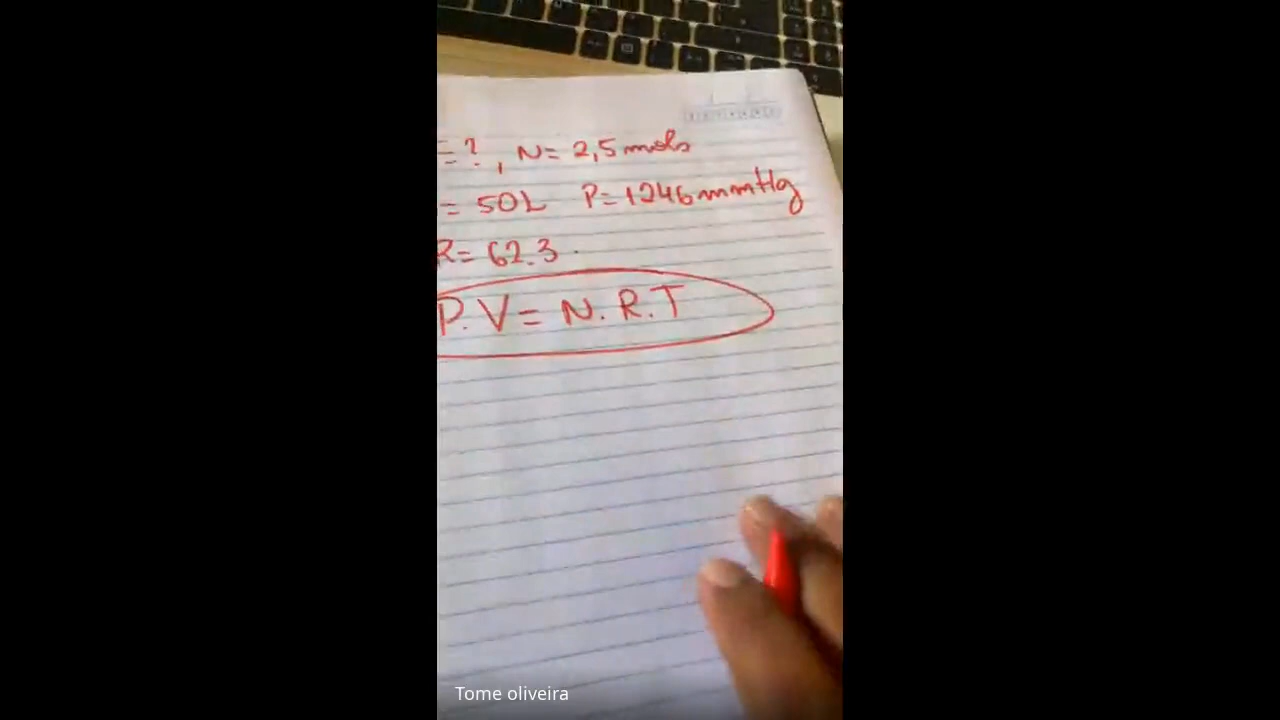 = ?, N= 2,5 mols
= 50L P= 1246 mmHg
R= 62.3
P.V= N.R.T
Tome oliveira